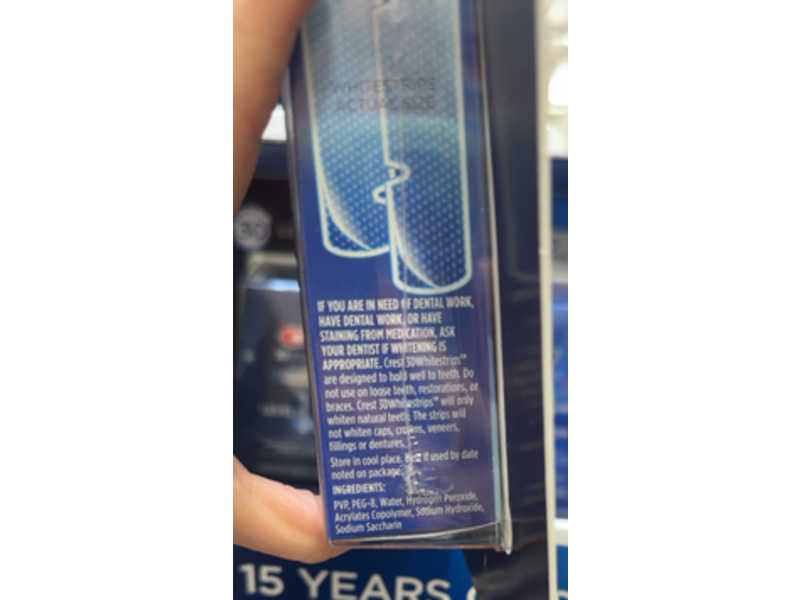 WHITESTRIPS
ACTUAL SIZE
IF YOU ARE IN NEED OF DENTAL WORK,
HAVE DENTAL WORK, OR HAVE
STAINING FROM MEDICATION, ASK
YOUR DENTIST IF WHITENING IS
APPROPRIATE. Crest 3DWhitestrips™
are designed to hold well to teeth. Do
not use on loose teeth, restorations, or
braces. Crest 3DWhitestrips™ will only
whiten natural teeth. The strips will
not whiten caps, crowns, veneers,
fillings or dentures.
Store in cool place. Best if used by date
noted on package.
INGREDIENTS:
PVP, PEG-8, Water, Hydrogen Peroxide,
Acrylates Copolymer, Sodium Hydroxide,
Sodium Saccharin
15 YEARS